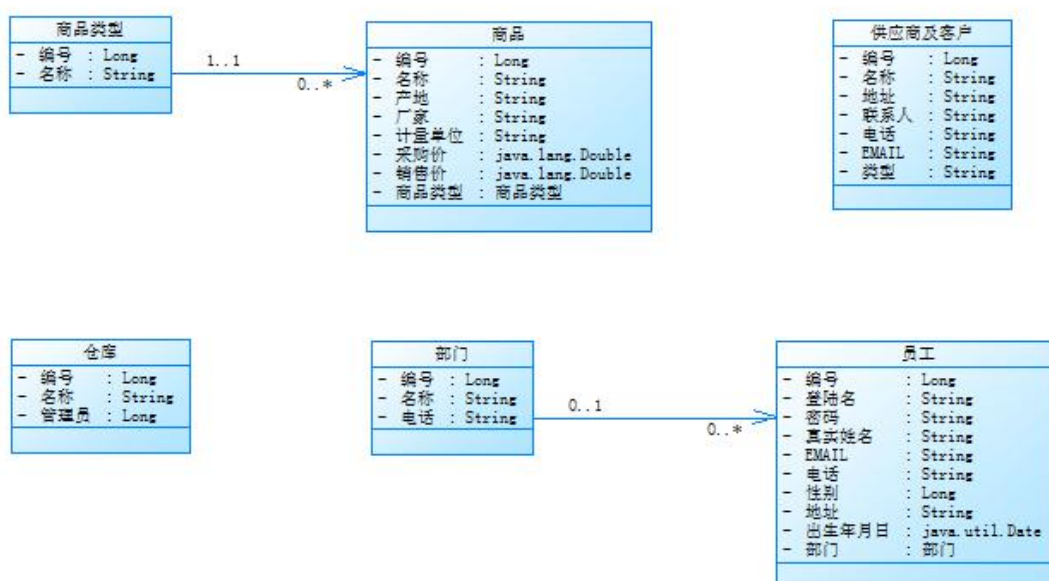 商品类型
- 编号 : Long
- 名称 : String
1..1
0..*
商品
- 编号 : Long
- 名称 : String
- 产地 : String
- 厂家 : String
- 计量单位 : String
- 采购价 : java.lang.Double
- 销售价 : java.lang.Double
- 商品类型 : 商品类型
供应商及客户
- 编号 : Long
- 名称 : String
- 地址 : String
- 联系人 : String
- 电话 : String
- EMAIL : String
- 类型 : String
仓库
- 编号 : Long
- 名称 : String
- 管理员 : Long
部门
- 编号 : Long
- 名称 : String
- 电话 : String
0..1
0..*
员工
- 编号 : Long
- 登陆名 : String
- 密码 : String
- 真实姓名 : String
- EMAIL : String
- 电话 : String
- 性别 : Long
- 地址 : String
- 出生年月日 : java.util.Date
- 部门 : 部门